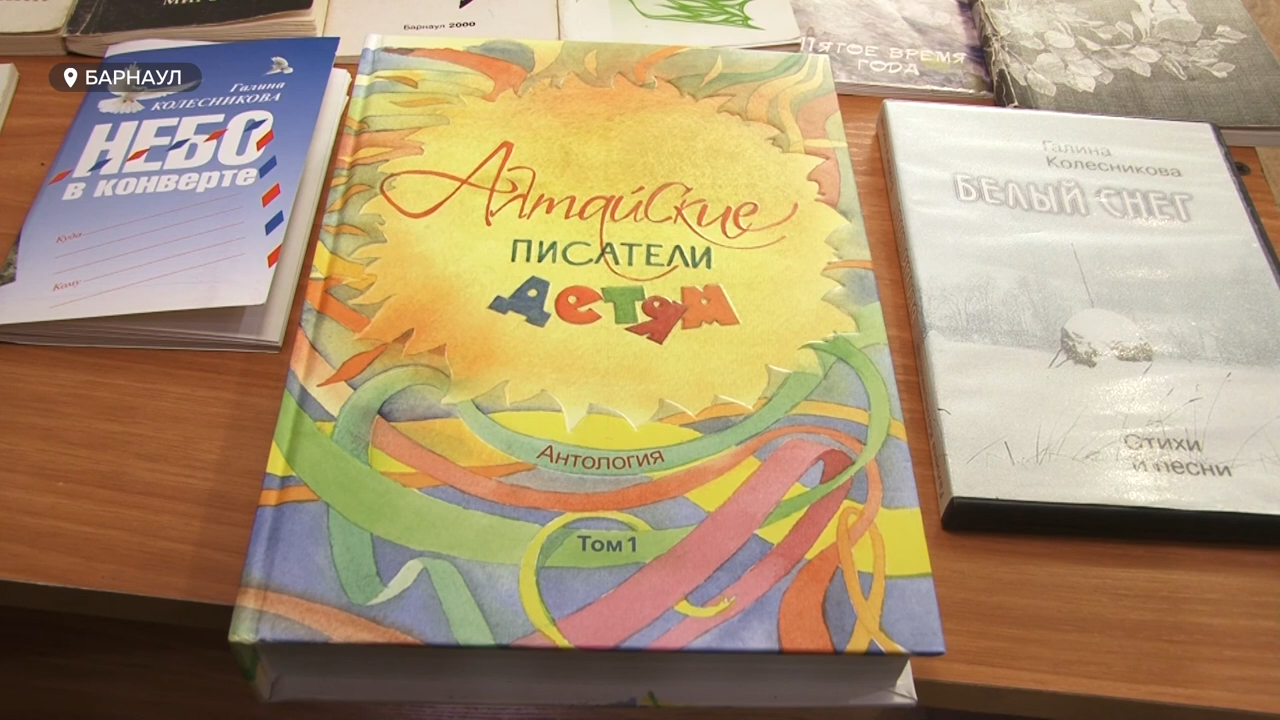 БАРНАУЛ
Барнаул 2000
ПЯТОЕ ВРЕМЯ
ГОДА
Галина
КОЛЕСНИКОВА
НЕБО
в конверте
Куда
Кому
Алтайские
ПИСАТЕЛИ
детям
Антология
Том 1
Галина
Колесникова
БЕЛЫЙ СНЕГ
Стихи
и песни